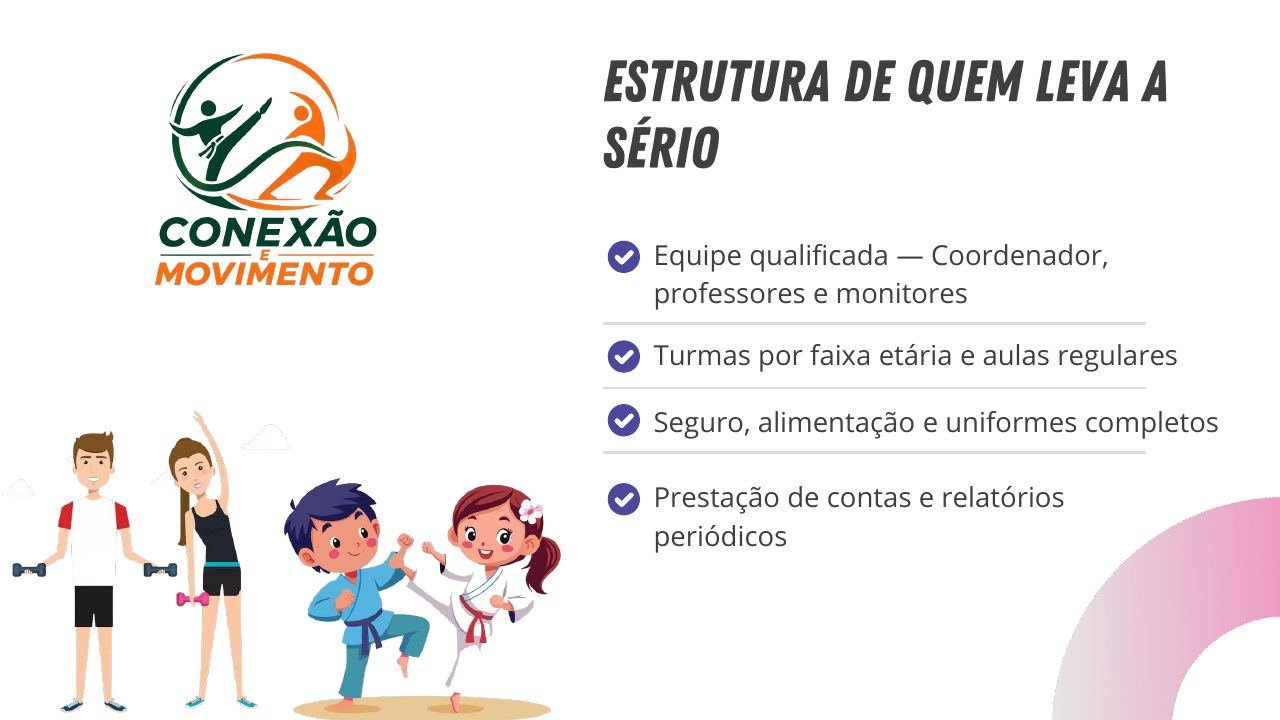 CONEXÃO
E
MOVIMENTO
ESTRUTURA DE QUEM LEVA A
SÉRIO
Equipe qualificada — Coordenador,
professores e monitores
Turmas por faixa etária e aulas regulares
Seguro, alimentação e uniformes completos
Prestação de contas e relatórios
periódicos